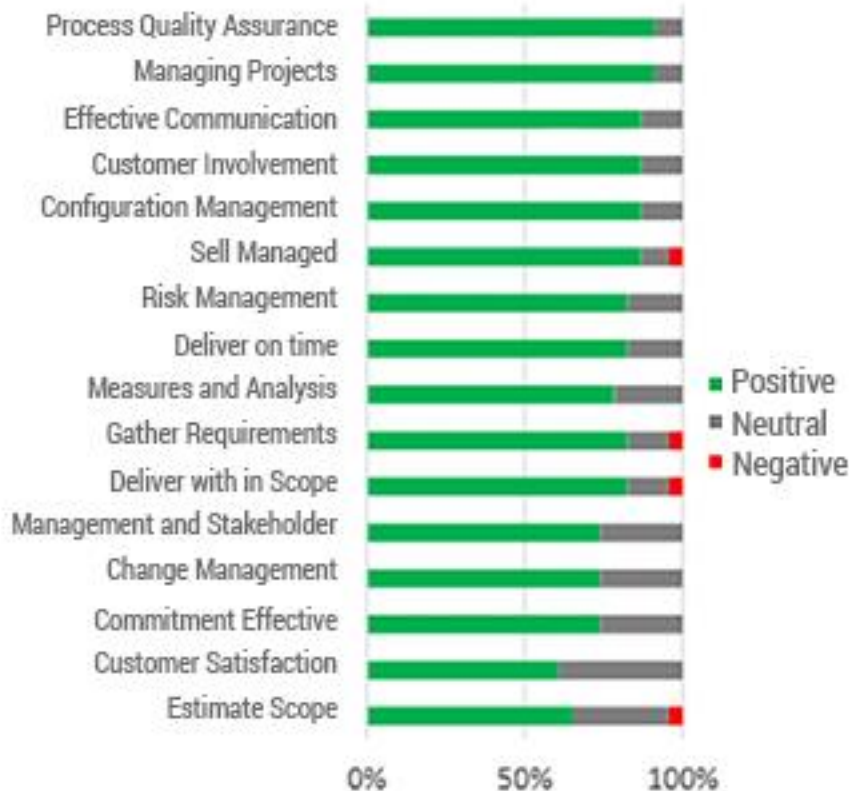 Process Quality Assurance
Managing Projects
Effective Communication
Customer Involvement
Configuration Management
Sell Managed
Risk Management
Deliver on time
Measures and Analysis
Gather Requirements
Deliver with in Scope
Management and Stakeholder
Change Management
Commitment Effective
Customer Satisfaction
Estimate Scope
0% 50% 100%
Positive
Neutral
Negative